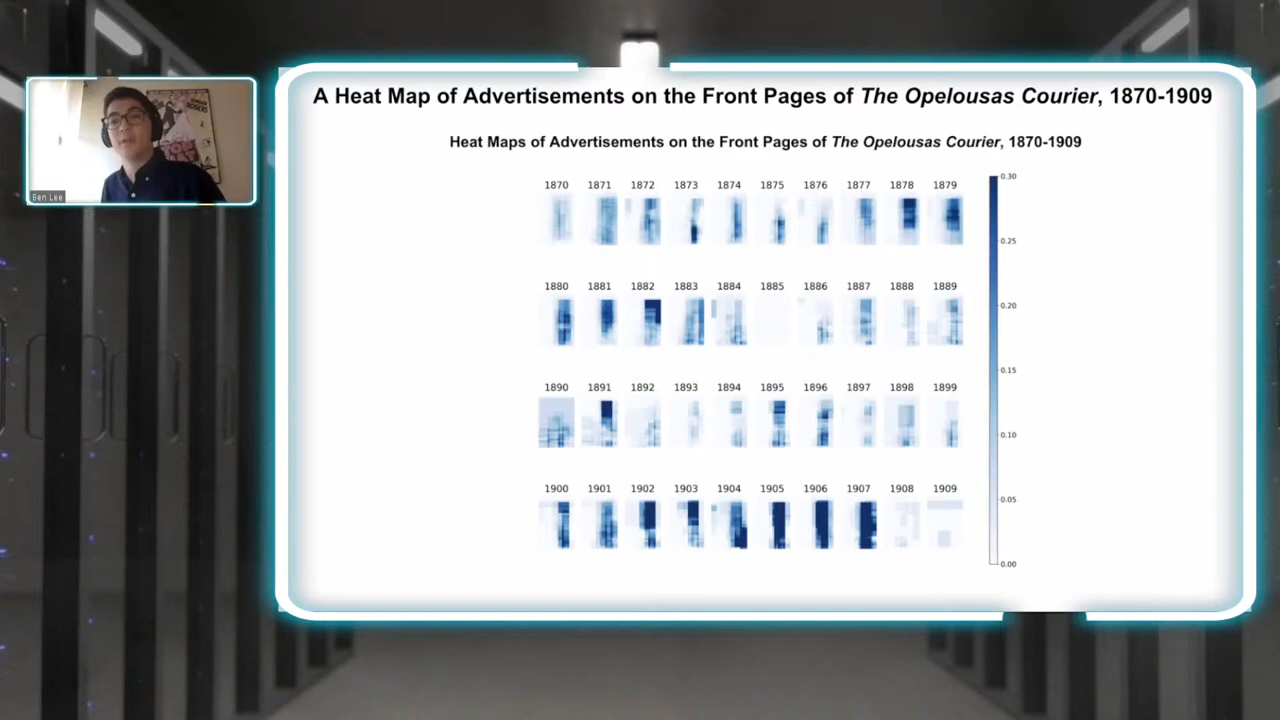 A Heat Map of Advertisements on the Front Pages of The Opelousas Courier, 1870-1909
Heat Maps of Advertisements on the Front Pages of The Opelousas Courier, 1870-1909
ROGERS
Ben Lee
1870 1871 1872 1873 1874 1875 1876 1877 1878 1879
1880 1881 1882 1883 1884 1885 1886 1887 1888 1889
1890 1891 1892 1893 1894 1895 1896 1897 1898 1899
1900 1901 1902 1903 1904 1905 1906 1907 1908 1909
0.30
0.25
0.20
0.15
0.10
0.05
0.00